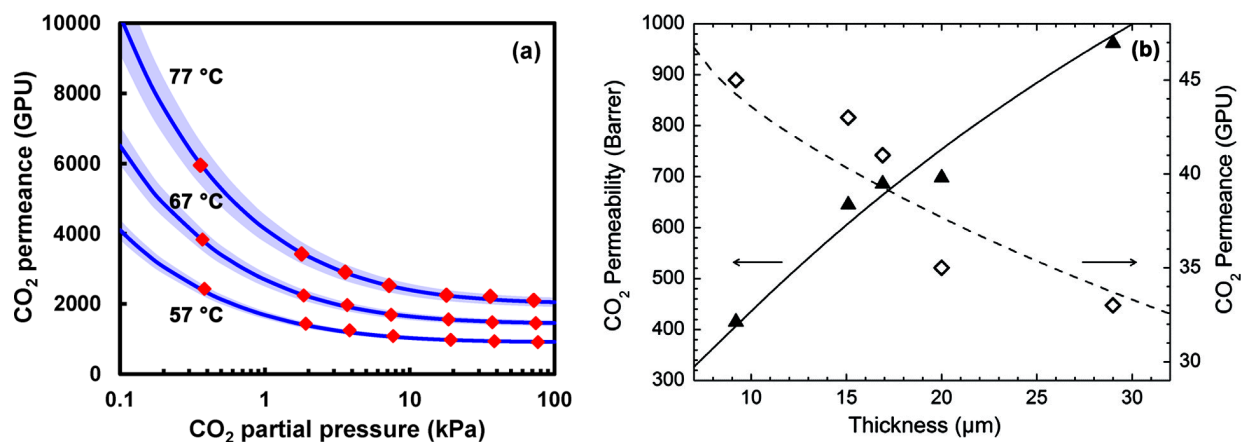 (a)
CO2 permeance (GPU)
10000
8000
6000
4000
2000
0
77 °C
67 °C
57 °C
0.1
1
10
100
CO2 partial pressure (kPa)
(b)
CO2 Permeability (Barrer)
1000
900
800
700
600
500
400
300
10
15
20
25
30
Thickness (μm)
45
40
35
30
CO2 Permeance (GPU)